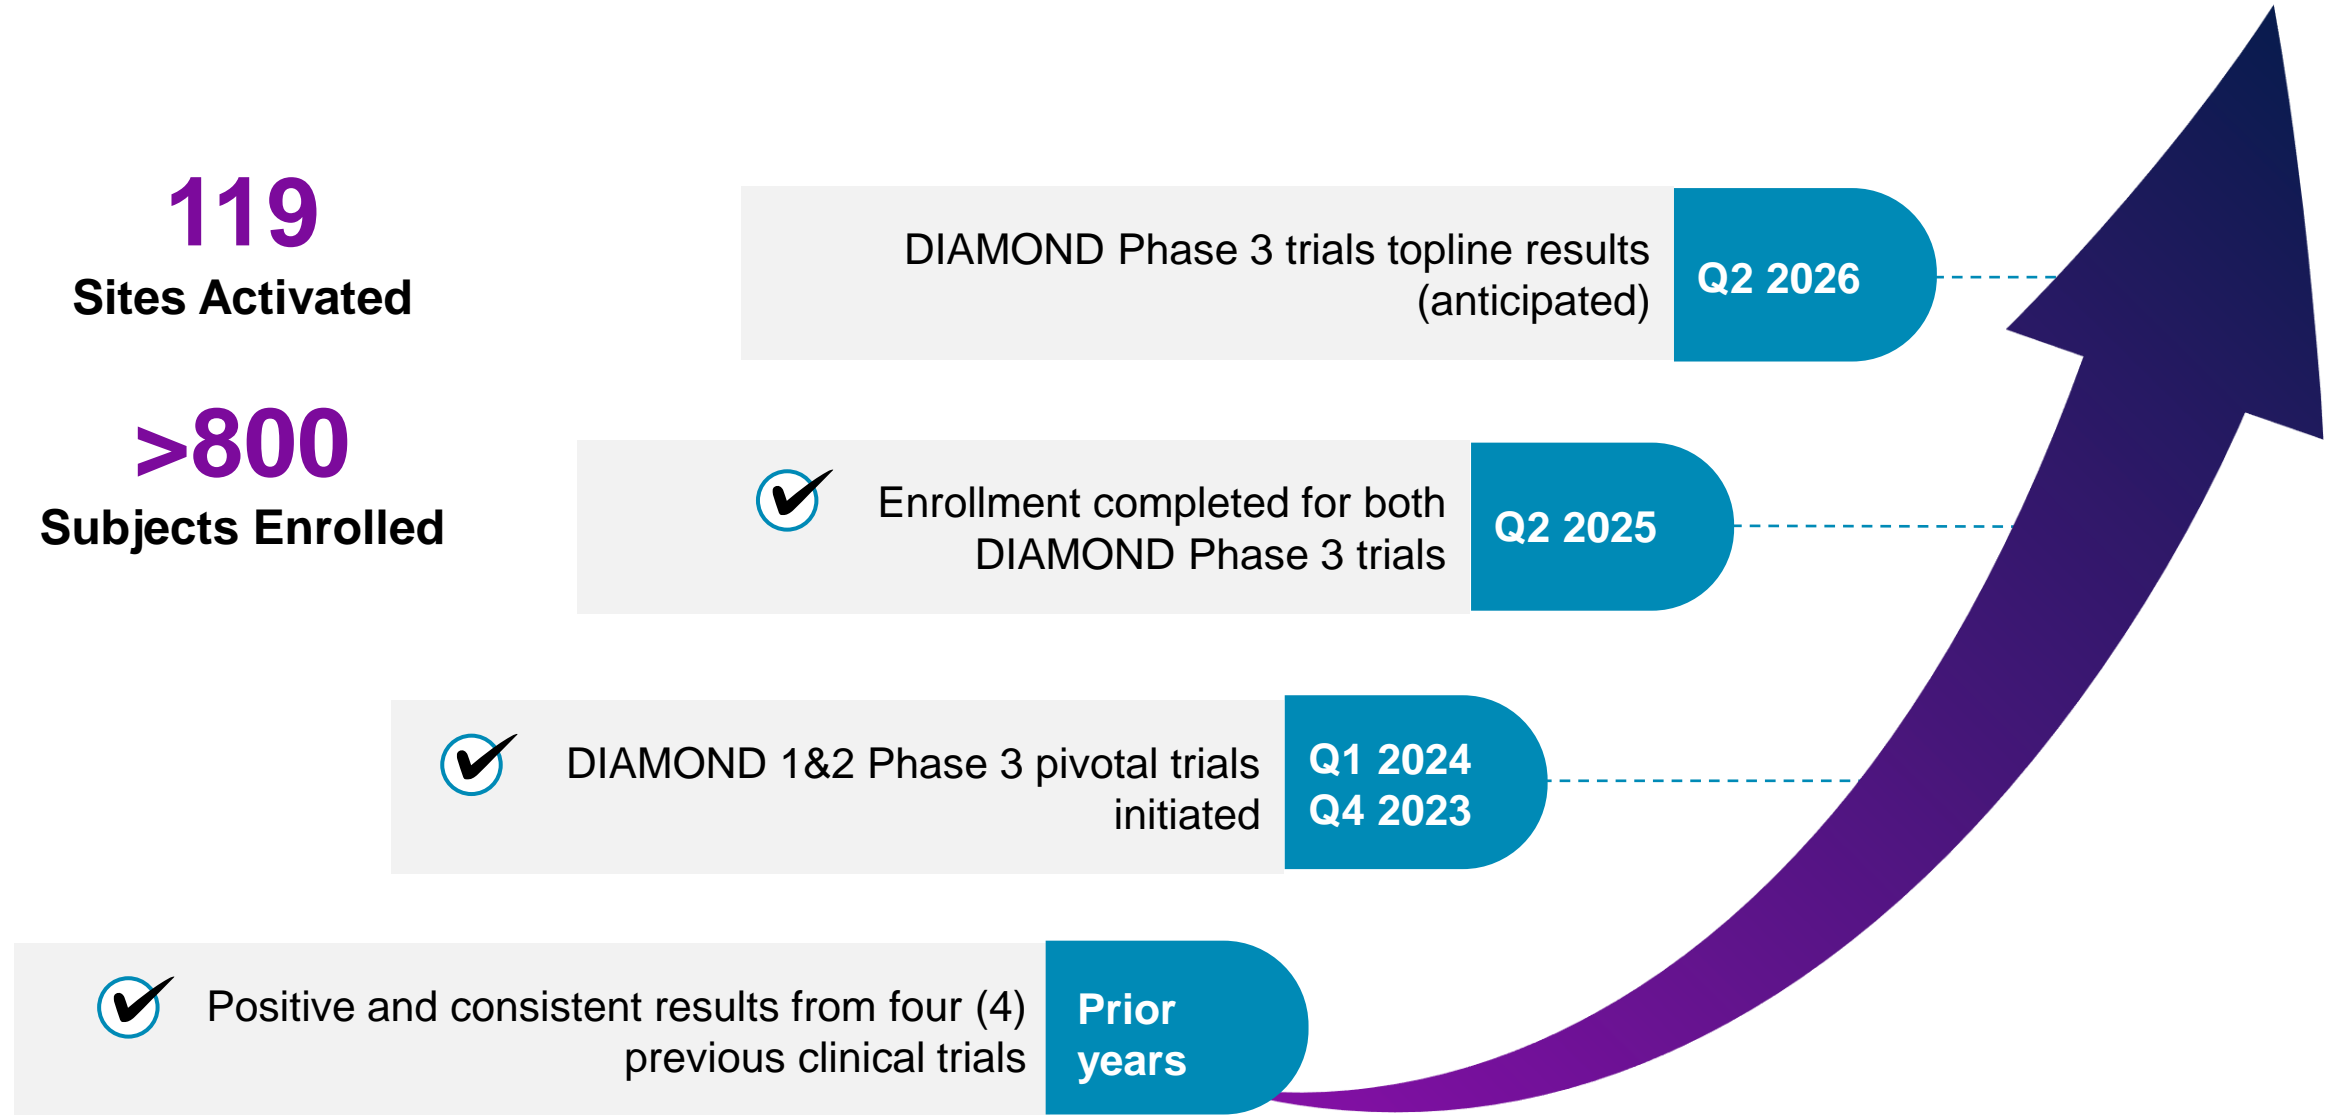 119
Sites Activated
>800
Subjects Enrolled
DIAMOND Phase 3 trials topline results
(anticipated)
Q2 2026
Enrollment completed for both
DIAMOND Phase 3 trials
Q2 2025
DIAMOND 1&2 Phase 3 pivotal trials
initiated
Q1 2024
Q4 2023
Positive and consistent results from four (4)
previous clinical trials
Prior
years